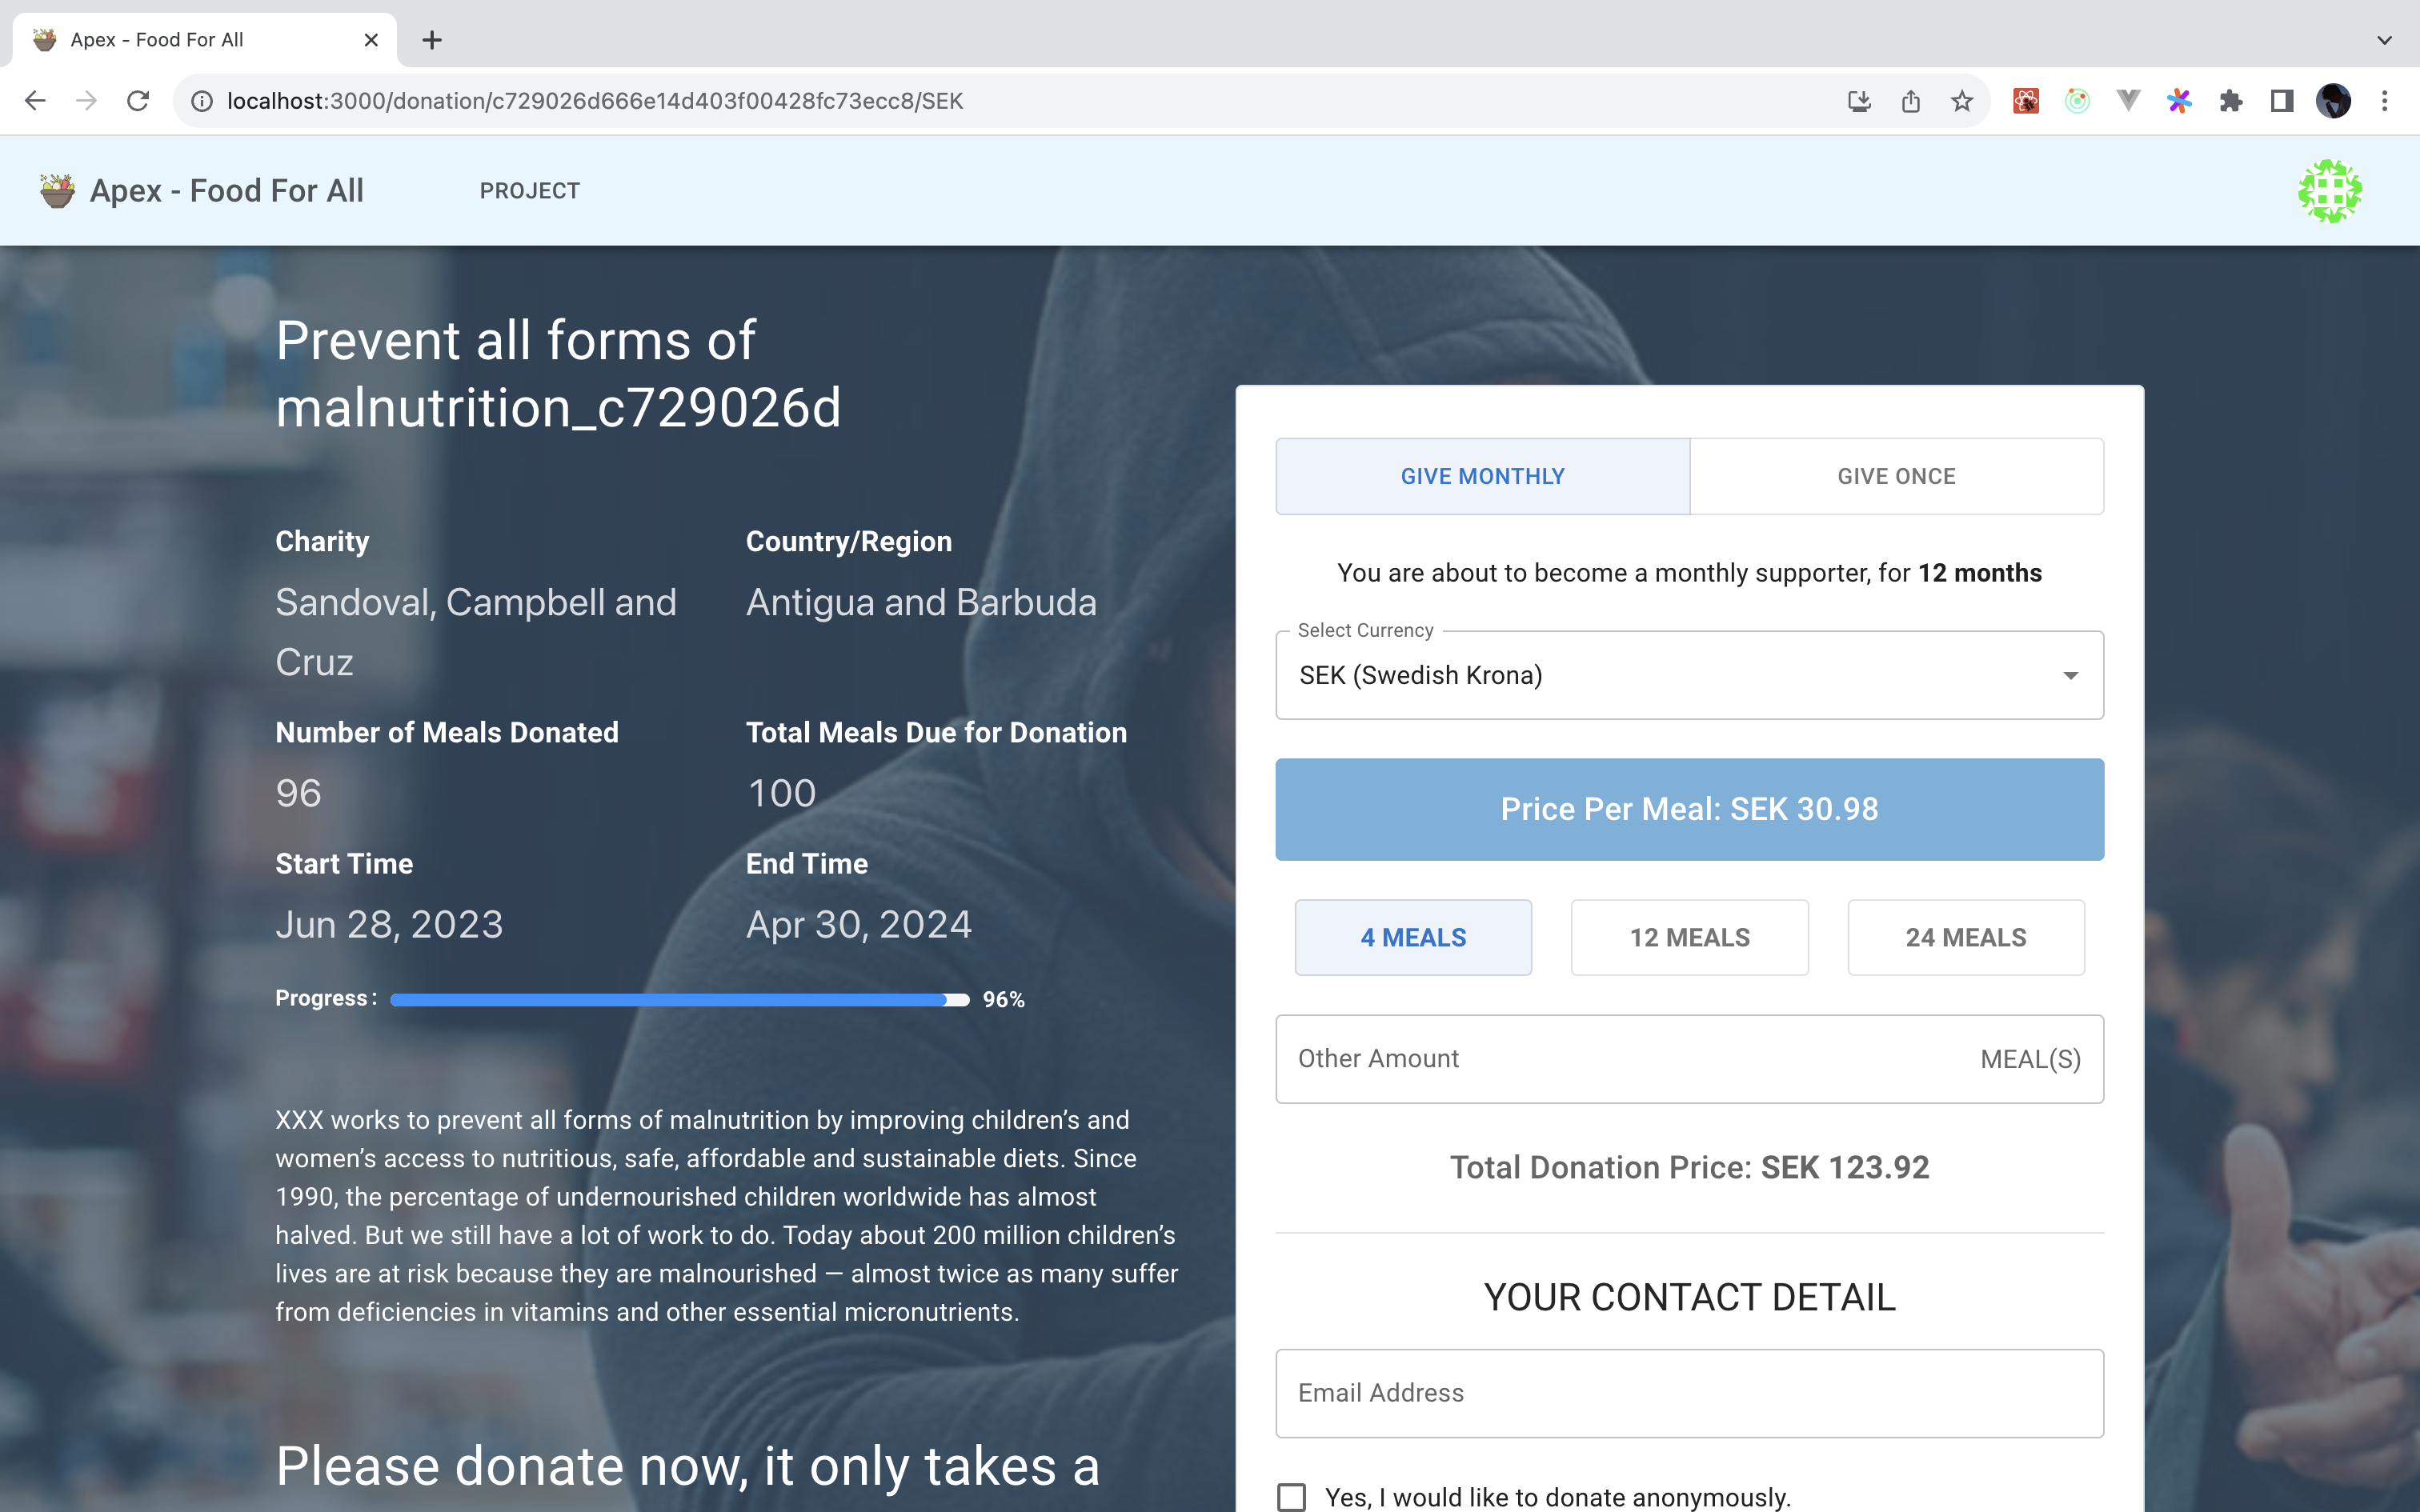 Apex - Food For All
localhost:3000/donation/c729026d666e14d403f00428fc73ecc8/SEK
Apex - Food For All
PROJECT
Prevent all forms of
malnutrition_c729026d
Charity
Country/Region
Sandoval, Campbell and
Cruz
Antigua and Barbuda
Number of Meals Donated
Total Meals Due for Donation
96
100
Start Time
End Time
Jun 28, 2023
Apr 30, 2024
Progress:
96%
XXX works to prevent all forms of malnutrition by improving children’s and
women’s access to nutritious, safe, affordable and sustainable diets. Since
1990, the percentage of undernourished children worldwide has almost
halved. But we still have a lot of work to do. Today about 200 million children’s
lives are at risk because they are malnourished — almost twice as many suffer
from deficiencies in vitamins and other essential micronutrients.
Please donate now, it only takes a
GIVE MONTHLY
GIVE ONCE
You are about to become a monthly supporter, for 12 months
Select Currency
SEK (Swedish Krona)
Price Per Meal: SEK 30.98
4 MEALS
12 MEALS
24 MEALS
Other Amount
MEAL(S)
Total Donation Price: SEK 123.92
YOUR CONTACT DETAIL
Email Address
Yes, I would like to donate anonymously.